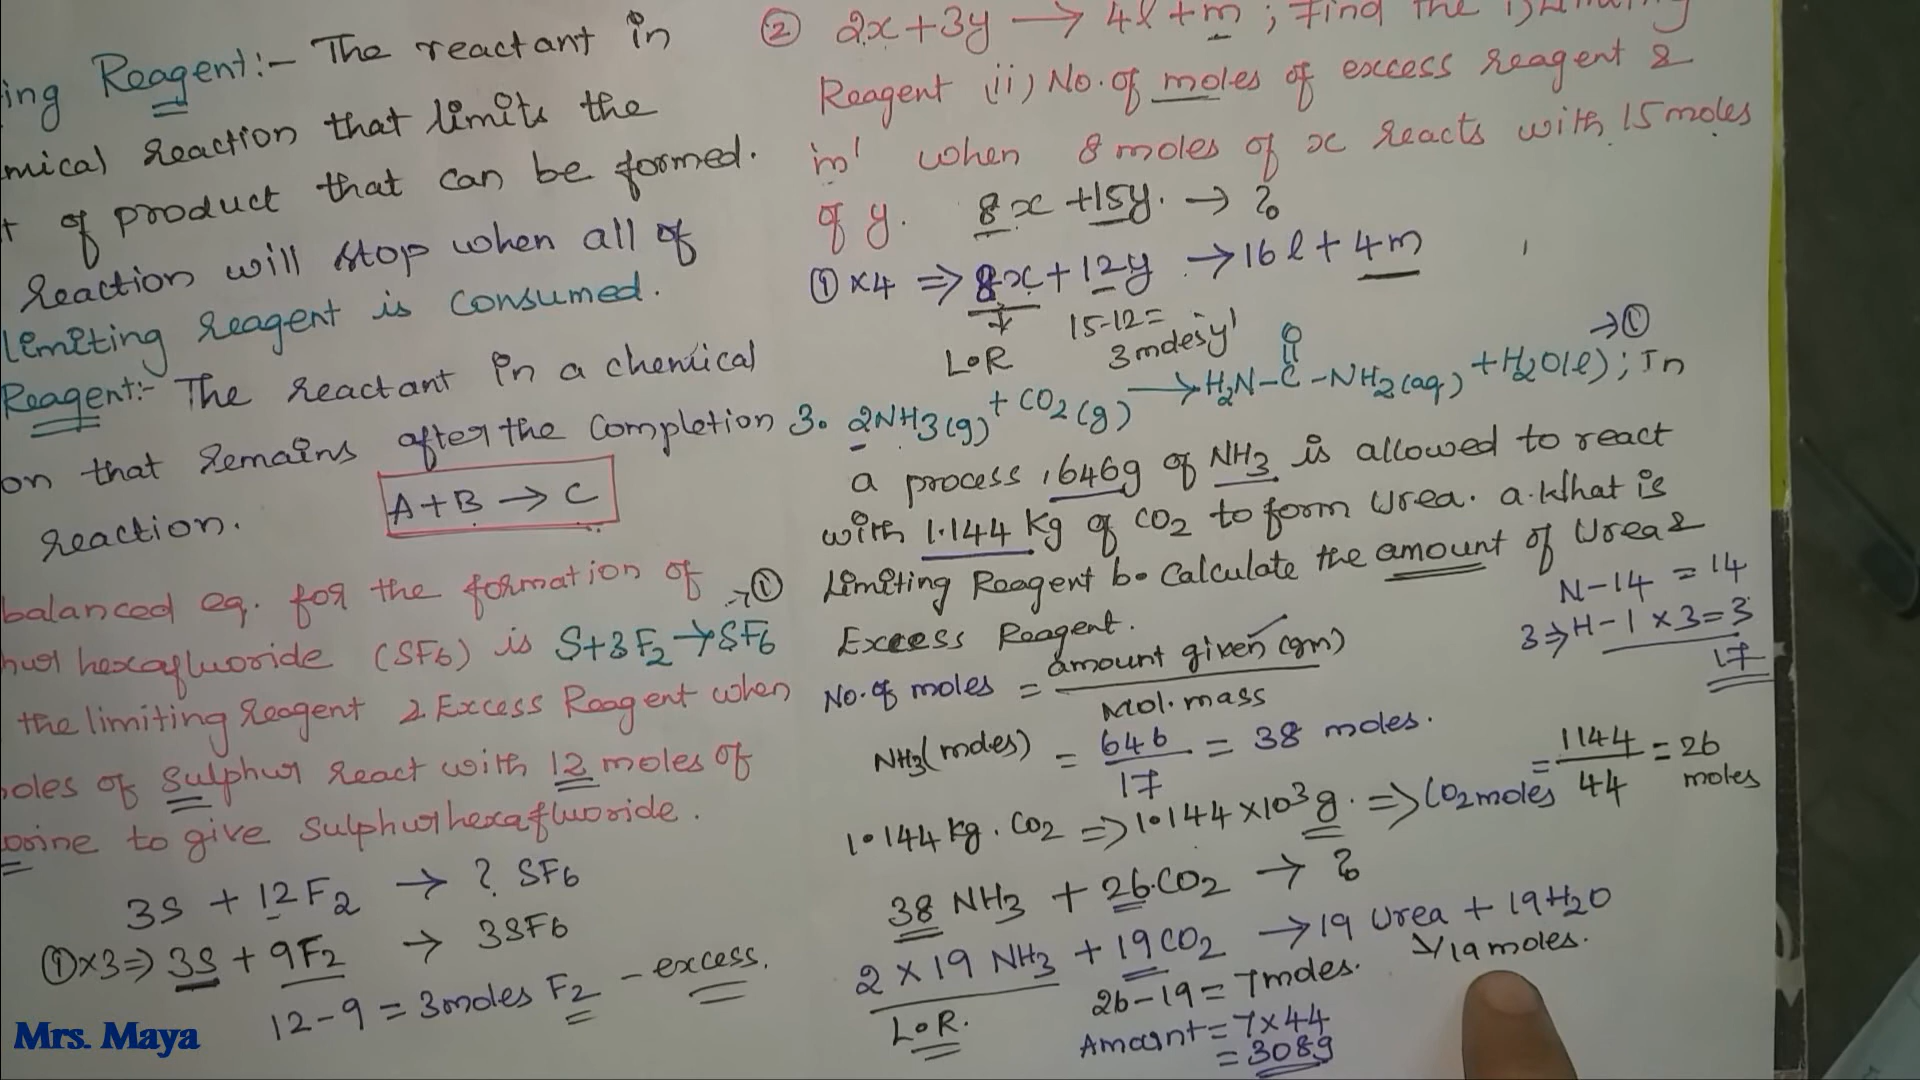 ing Reagent:- The reactant in
mical reaction that limits the
t of product that can be formed.
reaction will stop when all of
limiting reagent is consumed.
Reagent:- The reactant in a chemical
on that remains after the completion
reaction.
A+B → C
balanced eq. for the formation of
hur hexafluoride (SF6) is S+3F2 → SF6 → ①
the limiting reagent & Excess Reagent when
oles of sulphur react with 12 moles of
orine to give sulphurhexafluoride.
3S + 12F2 → ? SF6
①×3⇒ 3S + 9F2 → 3SF6
12-9 = 3moles F2 - excess.
Mrs. Maya
② 2x+3y → 4l+m ; Find the
Reagent (ii) No. of moles of excess reagent &
'm' when 8 moles of x reacts with 15 moles
of y. 8x +15y. → ?
①×4 ⇒ 8x+12y → 16l + 4m
LoR 15-12= 3moles 'y'
→①
3. 2NH3(g) + CO2(g) → H2N-C-NH2(aq) + H2O(l) ; In
O
a process, 646g of NH3 is allowed to react
with 1.144 kg of CO2 to form urea. a. What is
limiting Reagent b. Calculate the amount of Urea &
Excess Reagent.
N-14 = 14
3⇒H-1×3=3
17
No. of moles = amount given (gm)
Mol. mass
NH3(moles) = 646 = 38 moles.
17
1.144kg. CO2 ⇒ 1.144×10³g. ⇒ CO2 moles = 1144 = 26 moles
44
38 NH3 + 26.CO2 → ?
2×19 NH3 + 19CO2 → 19 Urea + 19H2O
LoR. 26-19= 7moles. 19 moles.
Amount = 7×44
= 308g